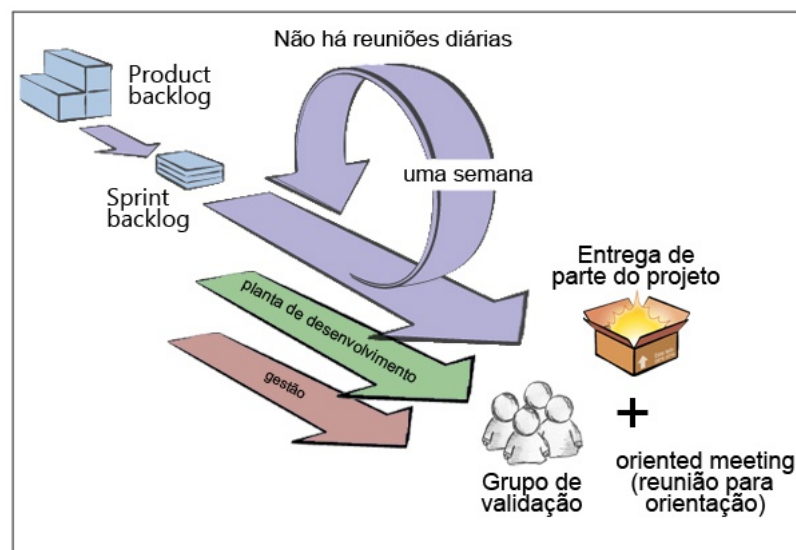 Não há reuniões diárias
Product
backlog
uma semana
Sprint
backlog
Entrega de
parte do projeto
planta de desenvolvimento
gestão
+
Grupo de
validação
oriented meeting
(reunião para
orientação)